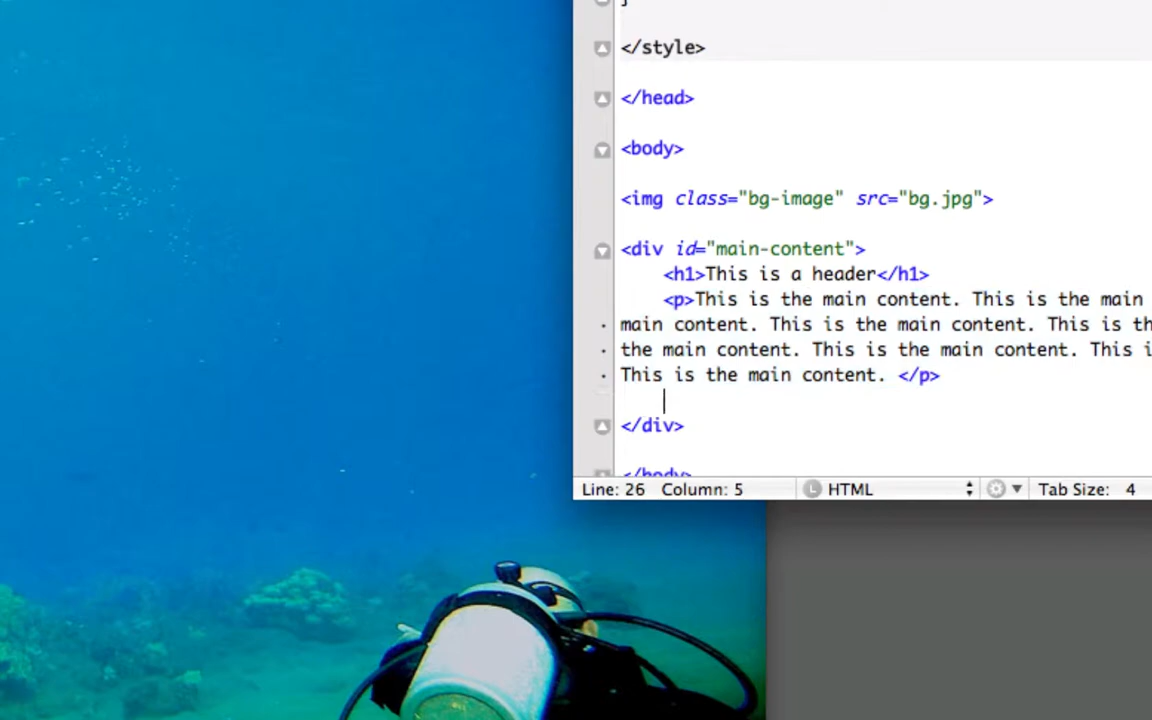 </style>
</head>
<body>
<img class="bg-image" src="bg.jpg">
<div id="main-content">
<h1>This is a header</h1>
<p>This is the main content. This is the main
main content. This is the main content. This is th
the main content. This is the main content. This i
This is the main content. </p>
</div>
</body>
Line: 26 Column: 5 L HTML Tab Size: 4